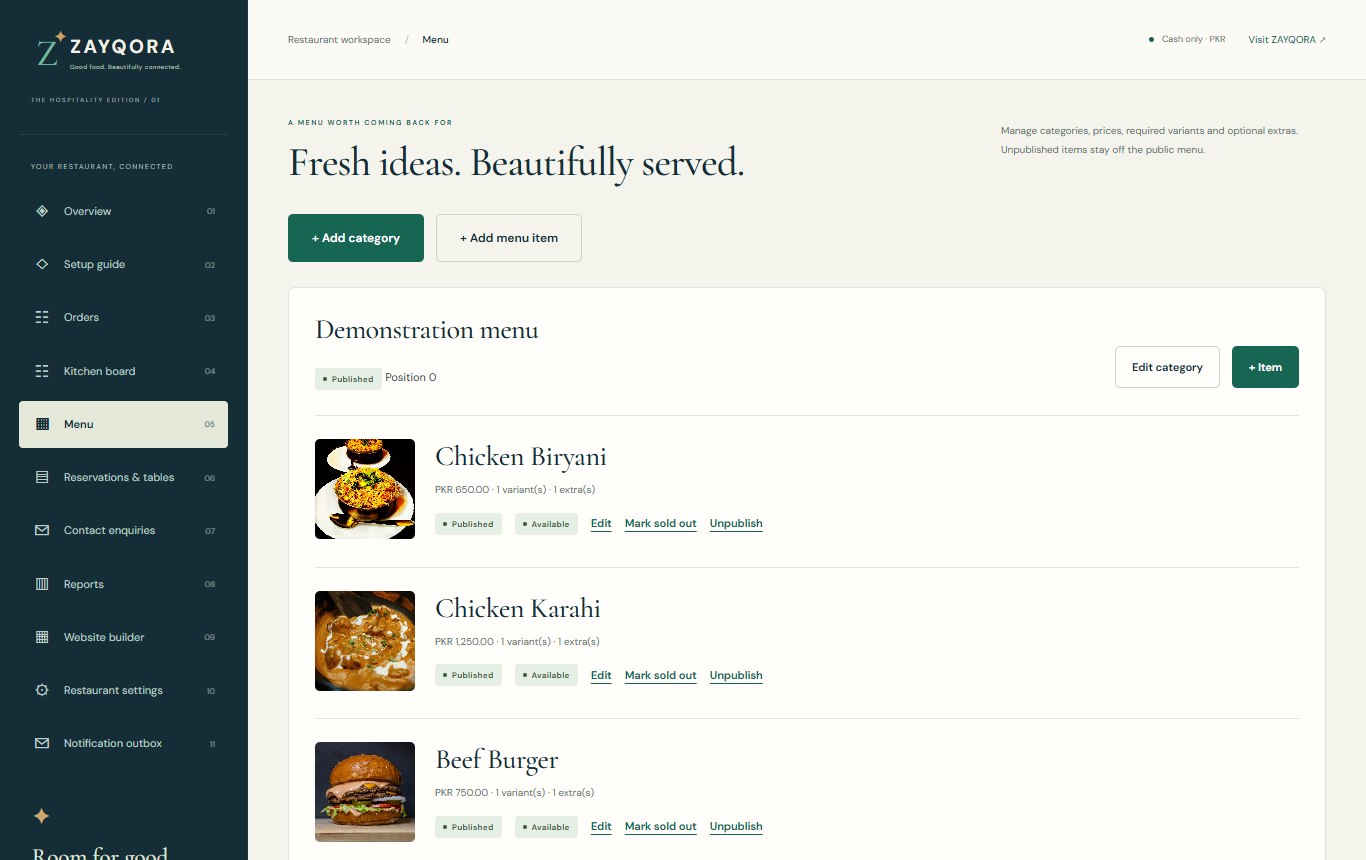 ZAYQORA
Good food. Beautifully connected.
THE HOSPITALITY EDITION / 01
YOUR RESTAURANT, CONNECTED
Overview 01
Setup guide 02
Orders 03
Kitchen board 04
Menu 05
Reservations & tables 06
Contact enquiries 07
Reports 08
Website builder 09
Restaurant settings 10
Notification outbox 11
Room for good
Restaurant workspace / Menu
Cash only · PKR
Visit ZAYQORA ↗
A MENU WORTH COMING BACK FOR
Fresh ideas. Beautifully served.
Manage categories, prices, required variants and optional extras.
Unpublished items stay off the public menu.
+ Add category
+ Add menu item
Demonstration menu
Published Position 0
Edit category
+ Item
Chicken Biryani
PKR 650.00 · 1 variant(s) · 1 extra(s)
Published Available Edit Mark sold out Unpublish
Chicken Karahi
PKR 1,250.00 · 1 variant(s) · 1 extra(s)
Published Available Edit Mark sold out Unpublish
Beef Burger
PKR 750.00 · 1 variant(s) · 1 extra(s)
Published Available Edit Mark sold out Unpublish